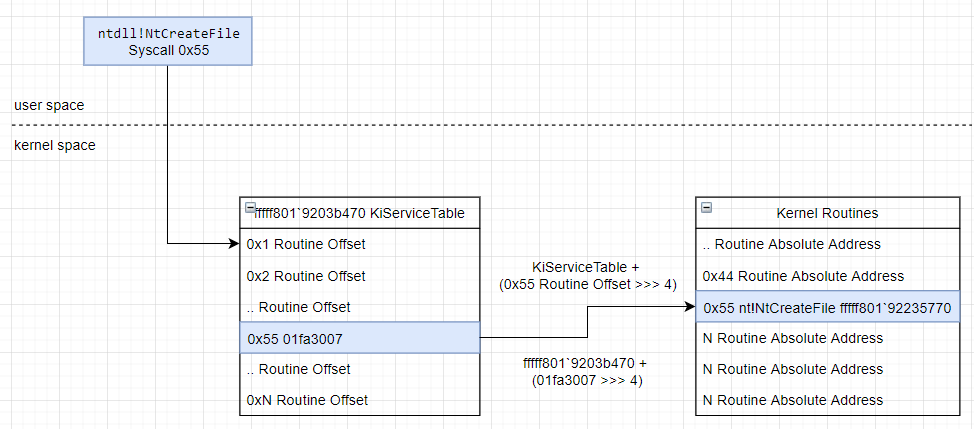 ntdll!NtCreateFile
Syscall 0x55
user space
kernel space
fffff801`9203b470 KiServiceTable
0x1 Routine Offset
0x2 Routine Offset
.. Routine Offset
0x55 01fa3007
.. Routine Offset
0xN Routine Offset
KiServiceTable +
(0x55 Routine Offset >>> 4)
fffff801`9203b470 +
(01fa3007 >>> 4)
Kernel Routines
.. Routine Absolute Address
0x44 Routine Absolute Address
0x55 nt!NtCreateFile fffff801`92235770
N Routine Absolute Address
N Routine Absolute Address
N Routine Absolute Address